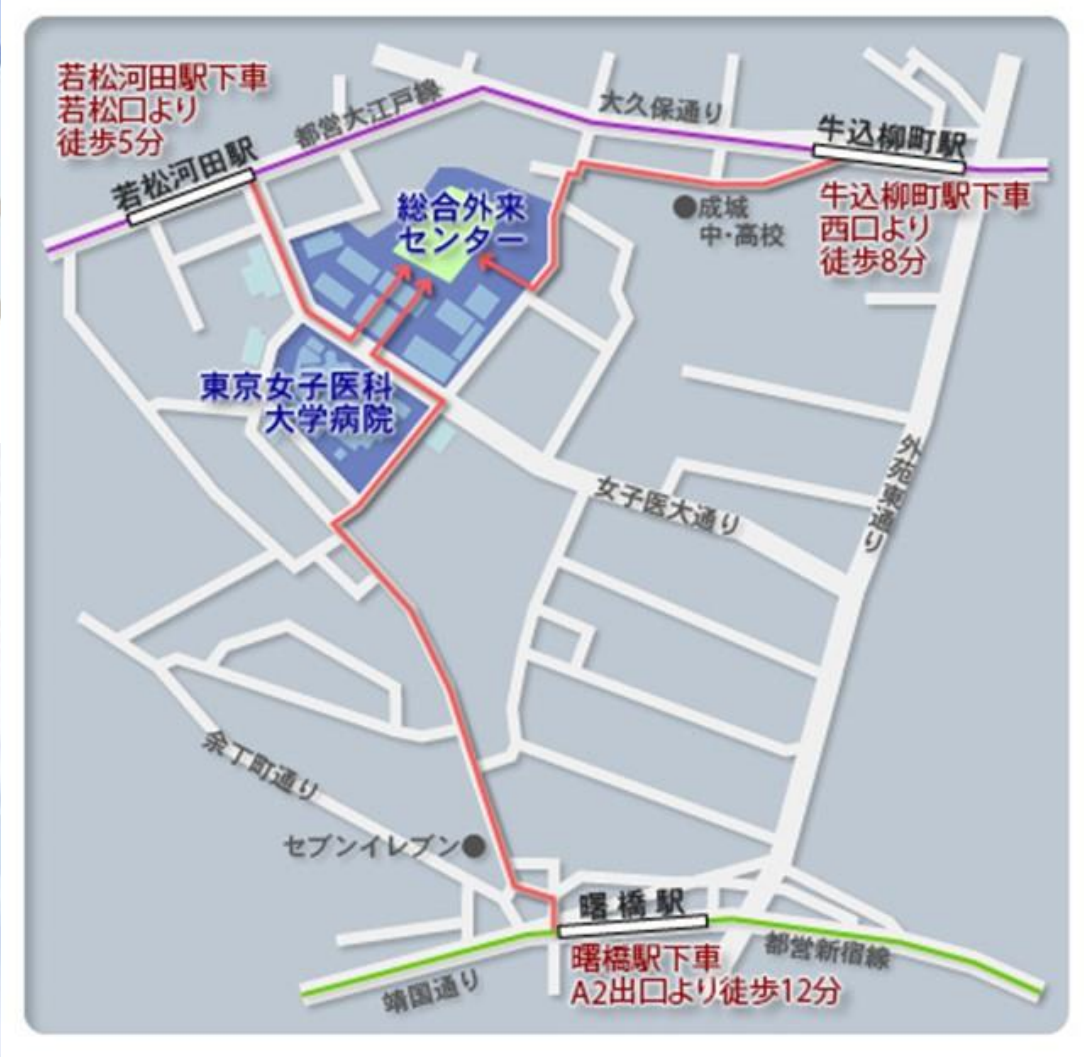 若松河田駅下車
若松口より
徒歩5分
都営大江戸線
大久保通り
若松河田駅
牛込柳町駅
牛込柳町駅下車
西口より
徒歩8分
●成城
中・高校
総合外来
センター
東京女子医科
大学病院
女子医大通り
外苑東通り
余丁町通り
セブンイレブン●
曙橋駅
曙橋駅下車
A2出口より徒歩12分
都営新宿線
靖国通り